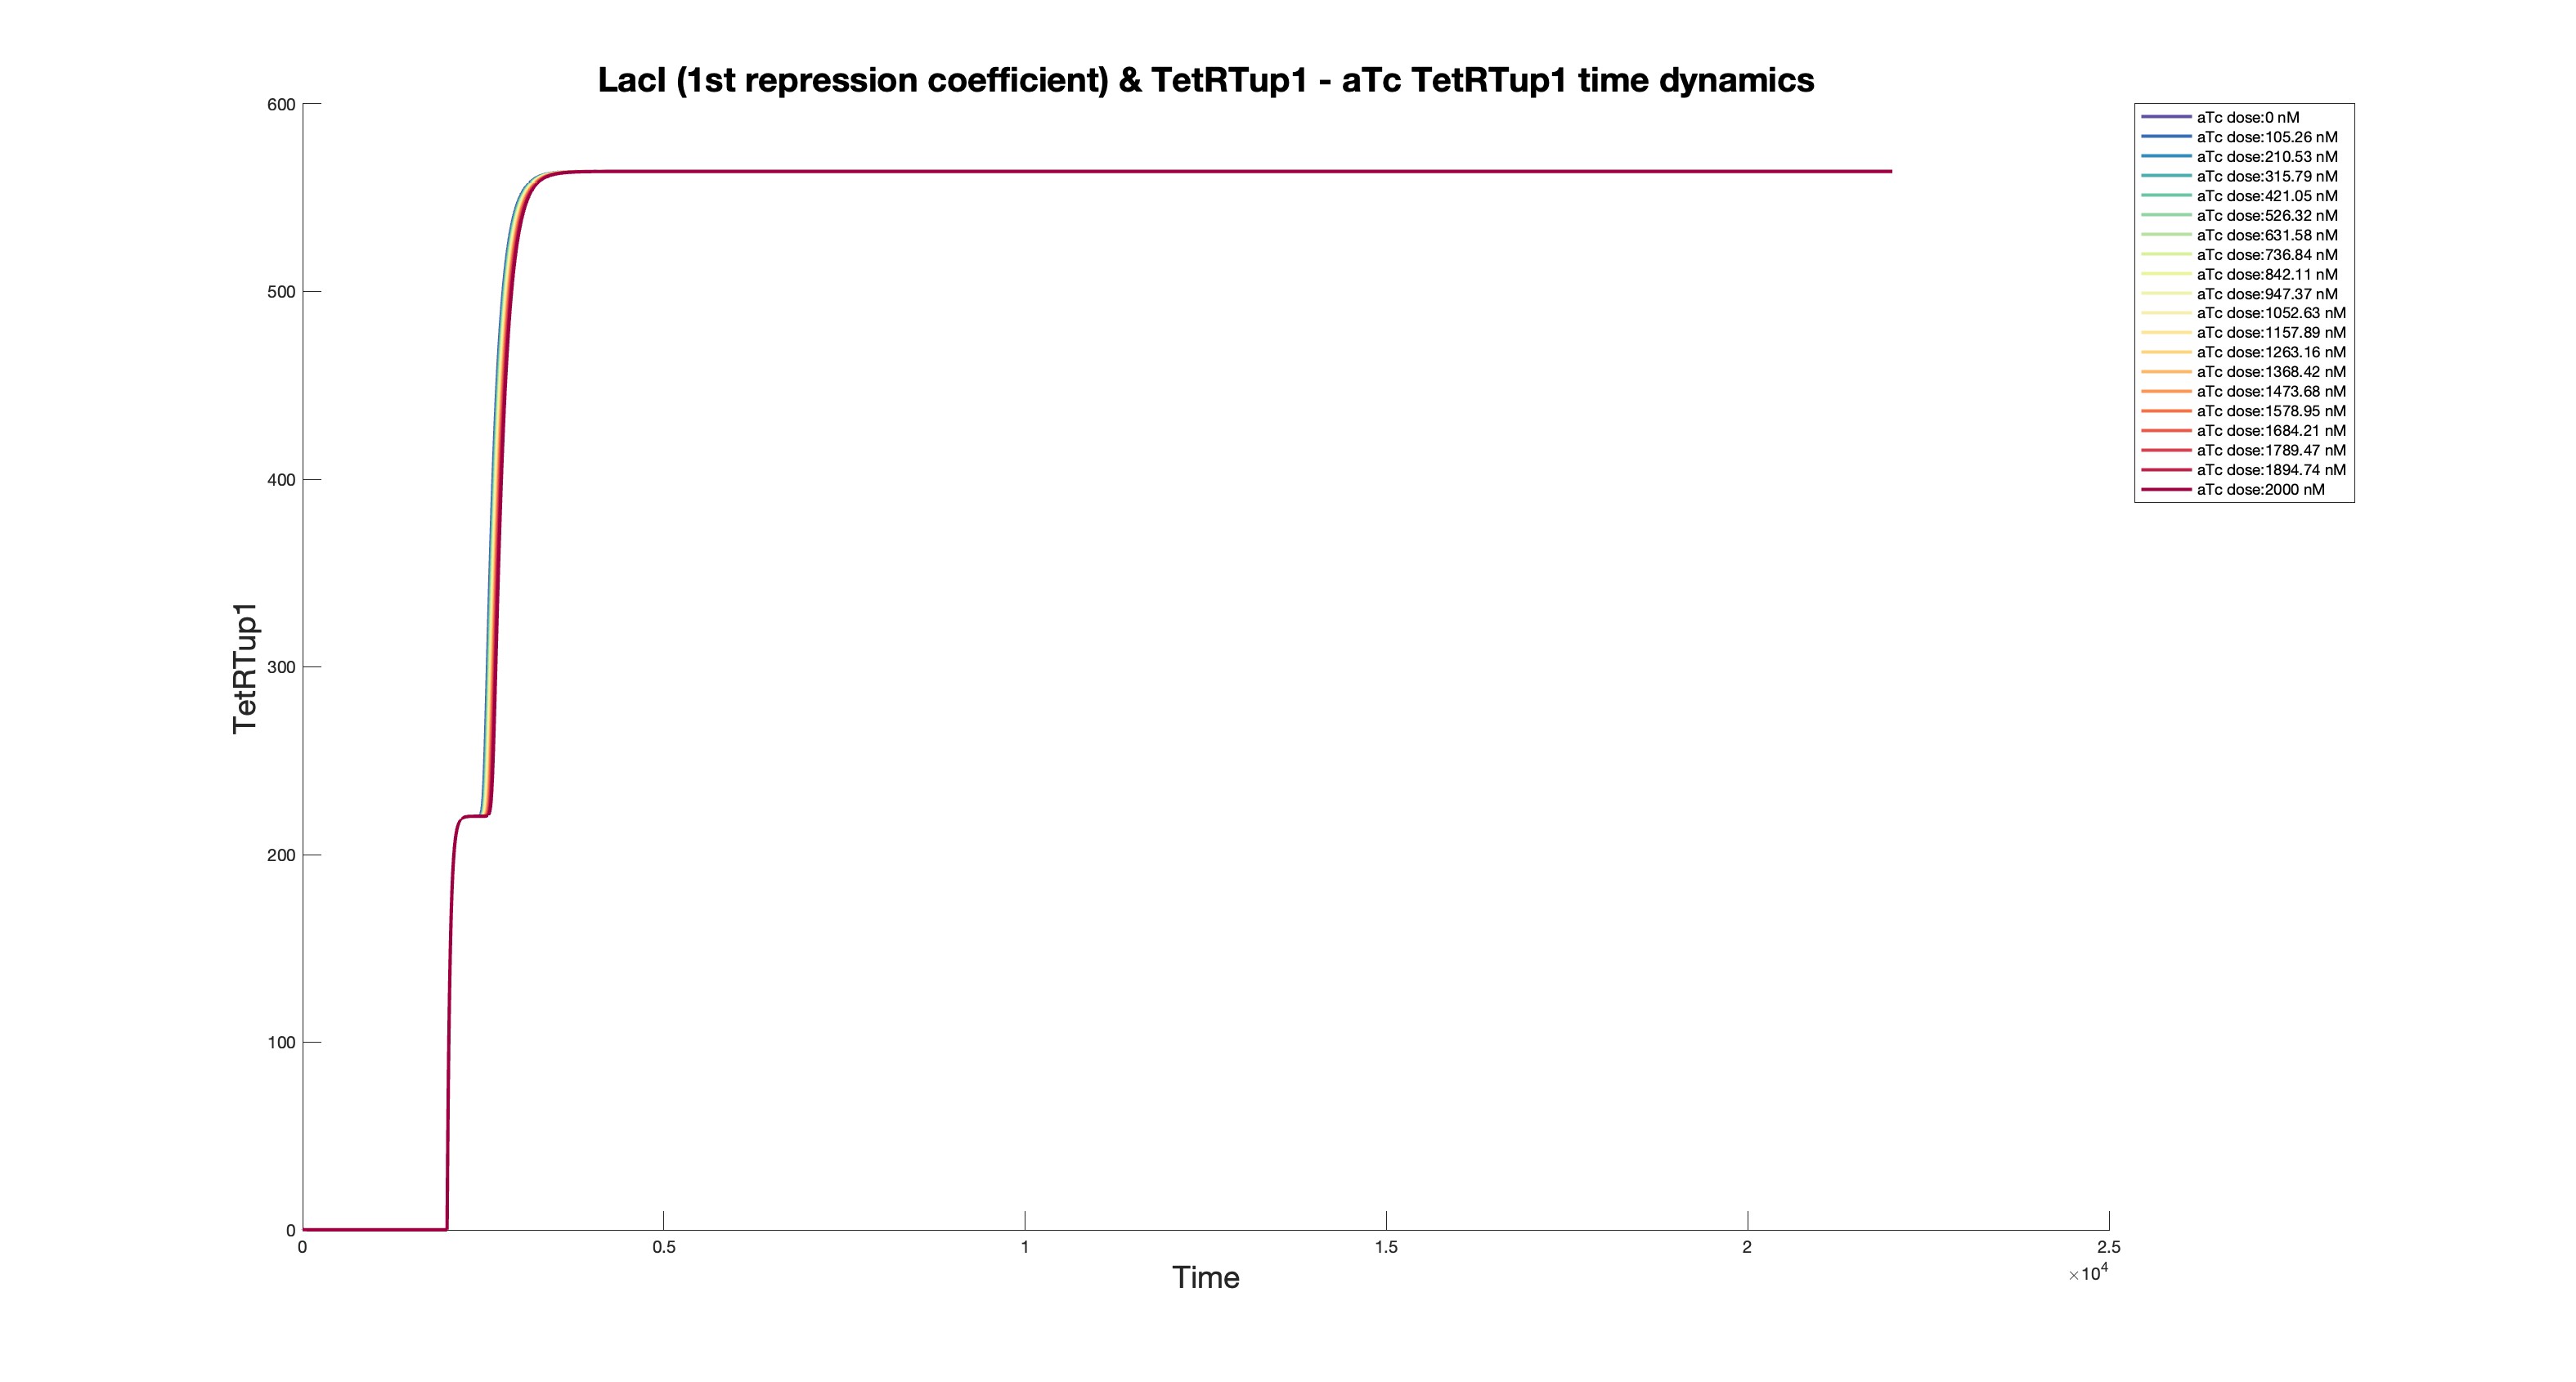 LacI (1st repression coefficient) & TetRTup1 - aTc TetRTup1 time dynamics
600
500
400
300
200
100
0
TetRTup1
0
0.5
1
1.5
2
2.5
×10^4
Time
aTc dose:0 nM
aTc dose:105.26 nM
aTc dose:210.53 nM
aTc dose:315.79 nM
aTc dose:421.05 nM
aTc dose:526.32 nM
aTc dose:631.58 nM
aTc dose:736.84 nM
aTc dose:842.11 nM
aTc dose:947.37 nM
aTc dose:1052.63 nM
aTc dose:1157.89 nM
aTc dose:1263.16 nM
aTc dose:1368.42 nM
aTc dose:1473.68 nM
aTc dose:1578.95 nM
aTc dose:1684.21 nM
aTc dose:1789.47 nM
aTc dose:1894.74 nM
aTc dose:2000 nM